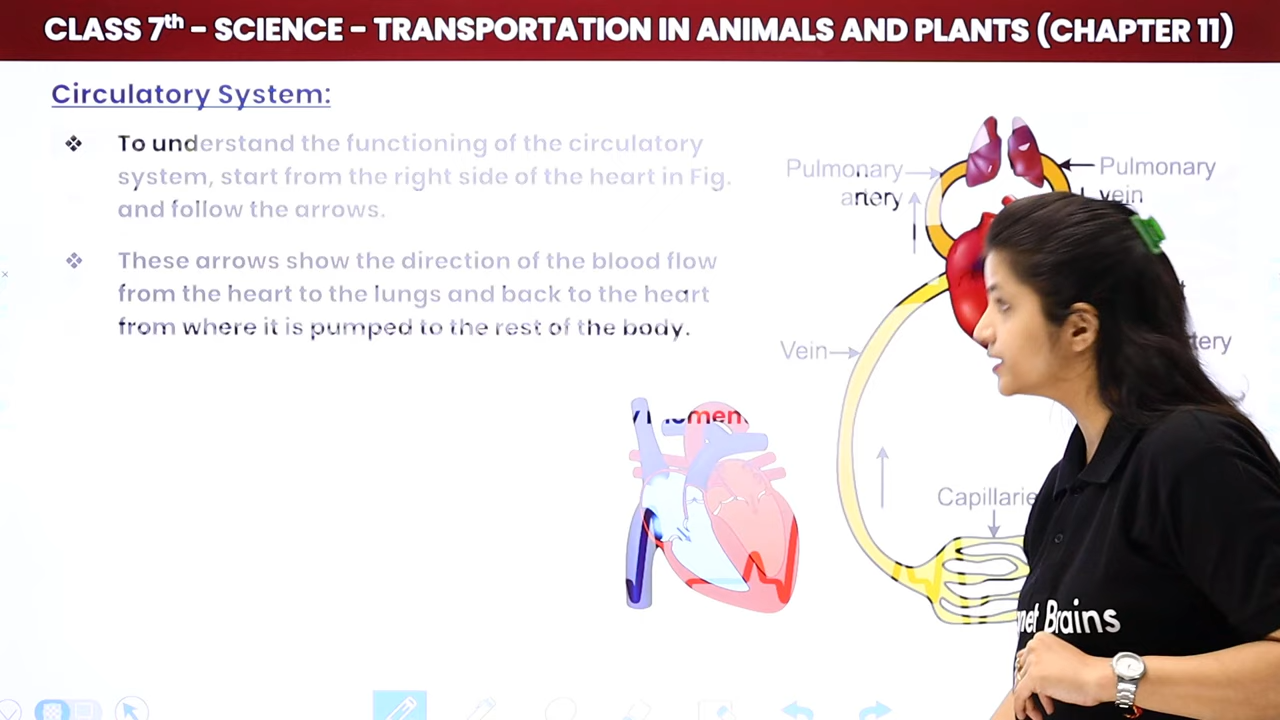 CLASS 7th – SCIENCE – TRANSPORTATION IN ANIMALS AND PLANTS (CHAPTER 11)
Circulatory System:
❖ To understand the functioning of the circulatory
system, start from the right side of the heart in Fig.
and follow the arrows.
❖ These arrows show the direction of the blood flow
from the heart to the lungs and back to the heart
from where it is pumped to the rest of the body.
Pulmonary
artery
Pulmonary
vein
Vein
Capillarie
Brains